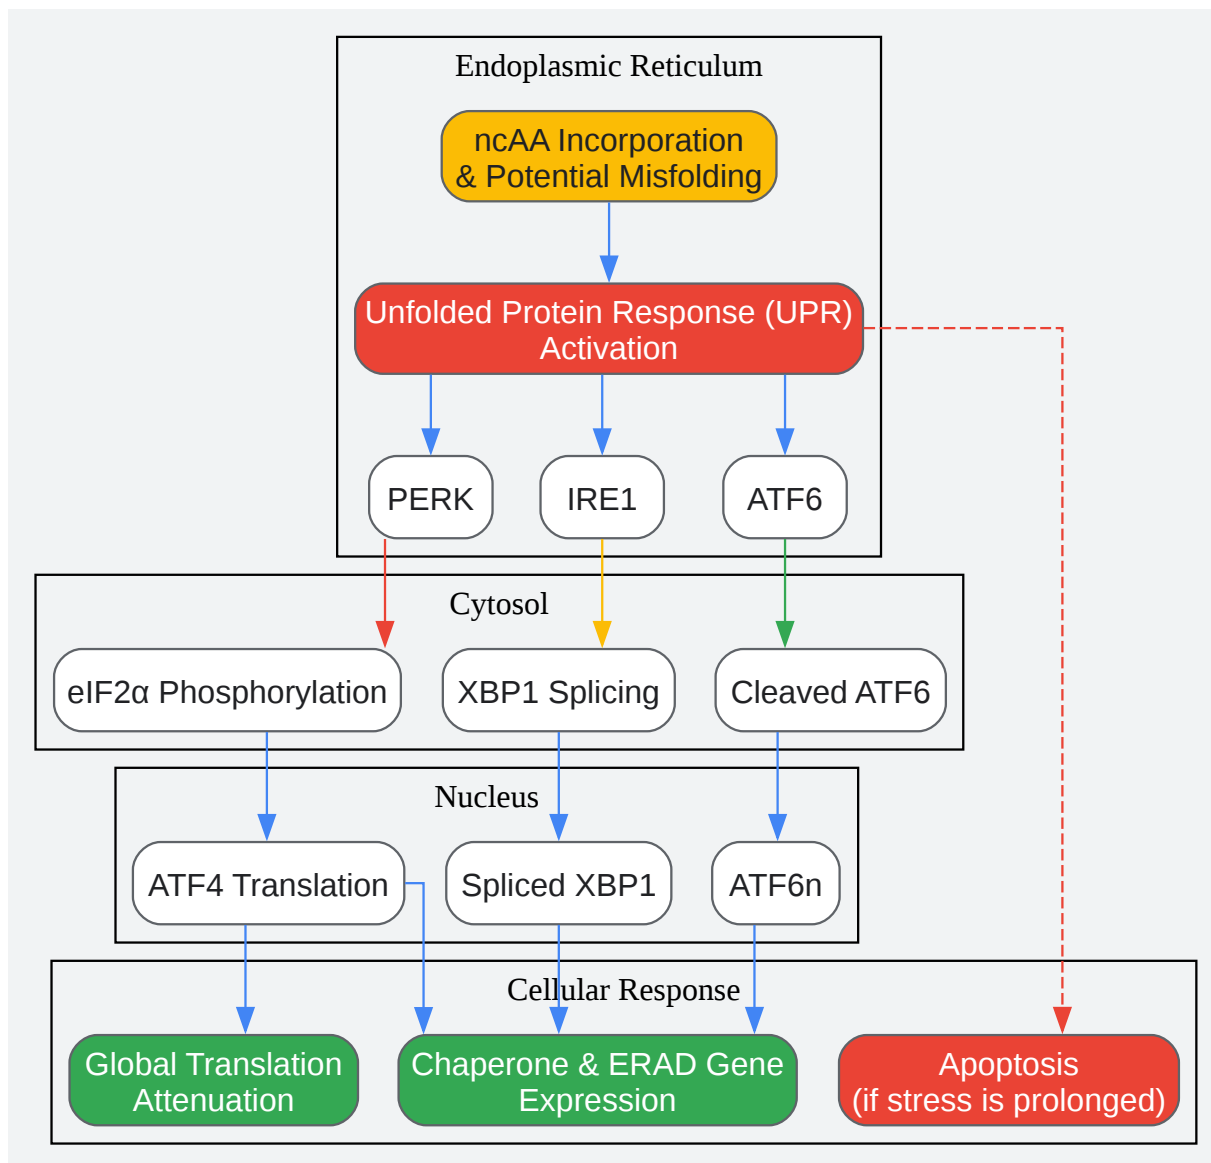 Endoplasmic Reticulum
ncAA Incorporation
& Potential Misfolding
Unfolded Protein Response (UPR)
Activation
PERK
IRE1
ATF6
Cytosol
eIF2α Phosphorylation
XBP1 Splicing
Cleaved ATF6
Nucleus
ATF4 Translation
Spliced XBP1
ATF6n
Cellular Response
Global Translation
Attenuation
Chaperone & ERAD Gene
Expression
Apoptosis
(if stress is prolonged)